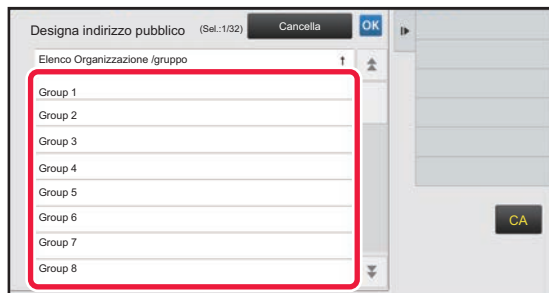 Designa indirizzo pubblico (Sel.:1/32) Cancella OK
Elenco Organizzazione /gruppo
Group 1
Group 2
Group 3
Group 4
Group 5
Group 6
CA
Group 7
Group 8